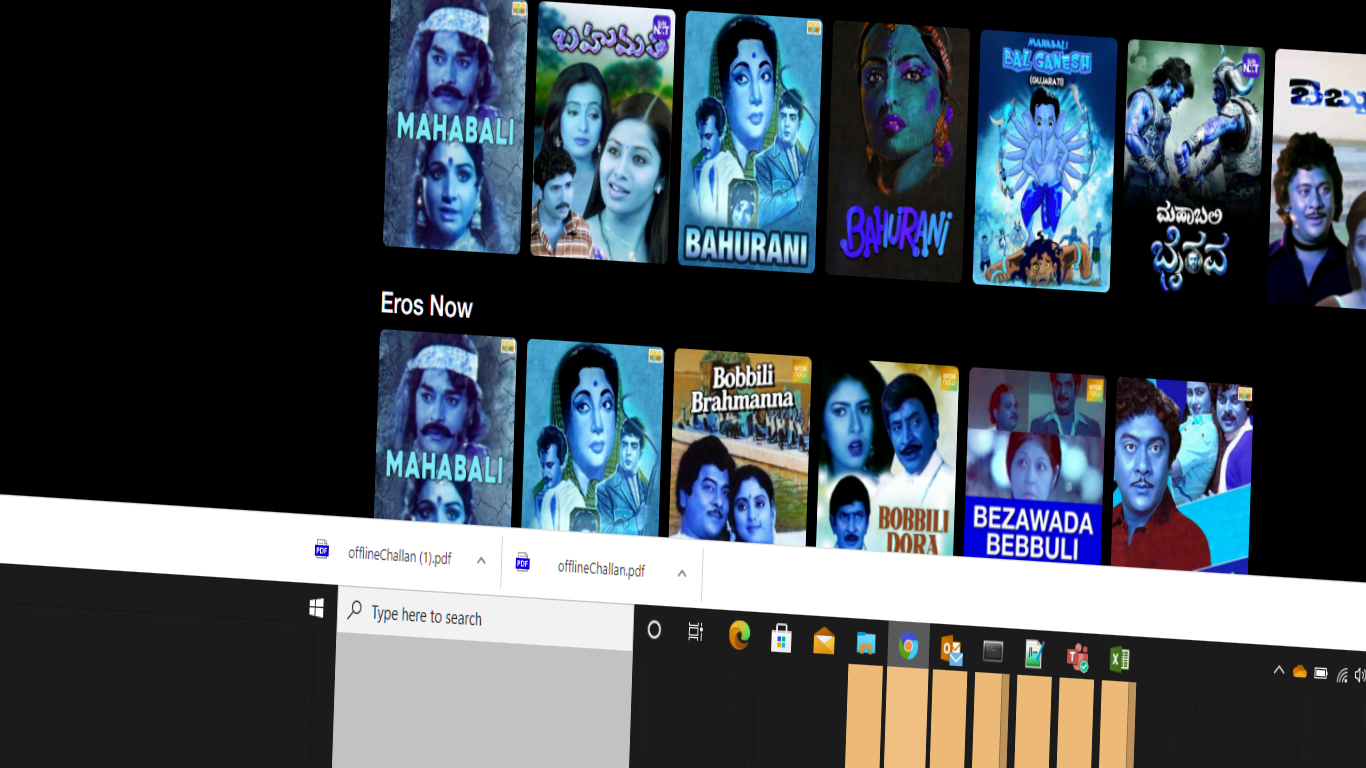 MAHABALI
బహుమతి
BAHURANI
BAHURANI
MAHABALI
BAL GANESH
(GUJARATI)
ಮಹಾಬಲಿ
ಭೈರವ
Eros Now
MAHABALI
Bobbili
Brahmanna
BOBBILI
DORA
BEZAWADA
BEBBULI
offlineChallan (1).pdf
offlineChallan.pdf
Type here to search